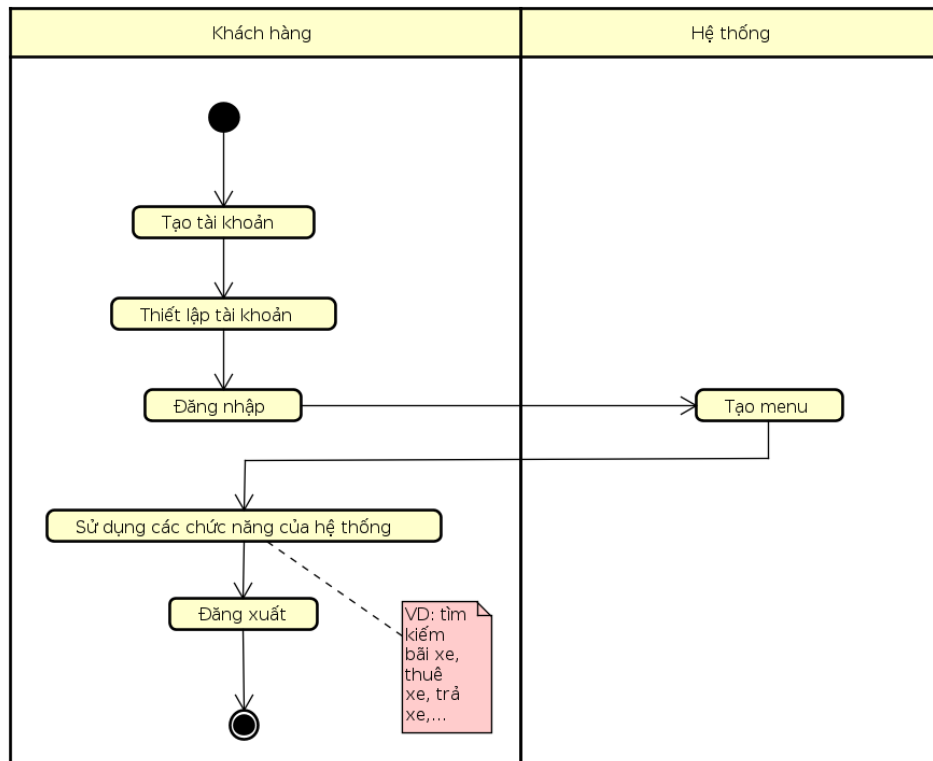 Khách hàng
Hệ thống
Tạo tài khoản
Thiết lập tài khoản
Đăng nhập
Tạo menu
Sử dụng các chức năng của hệ thống
Đăng xuất
VD: tìm
kiếm
bãi xe,
thuê
xe, trả
xe,...